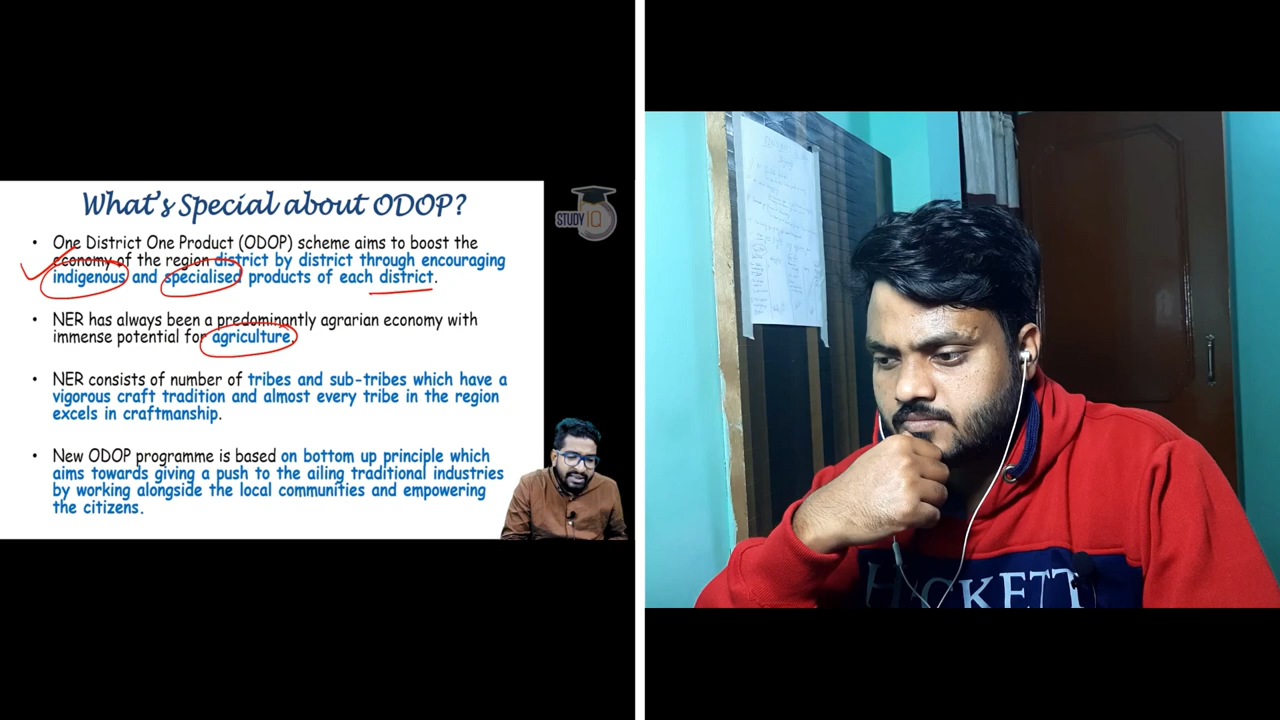 What's Special about ODOP?
• One District One Product (ODOP) scheme aims to boost the
economy of the region district by district through encouraging
indigenous and specialised products of each district.
• NER has always been a predominantly agrarian economy with
immense potential for agriculture.
• NER consists of number of tribes and sub-tribes which have a
vigorous craft tradition and almost every tribe in the region
excels in craftmanship.
• New ODOP programme is based on bottom up principle which
aims towards giving a push to the ailing traditional industries
by working alongside the local communities and empowering
the citizens.
STUDY IQ